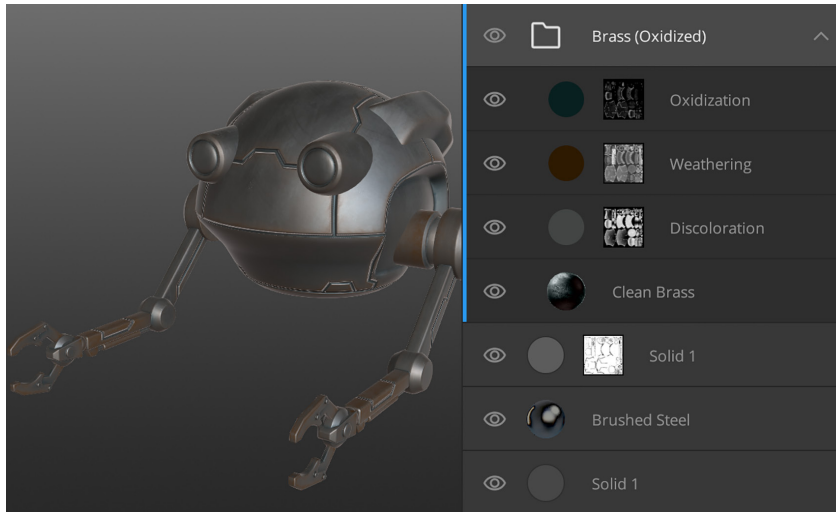 Brass (Oxidized)
Oxidization
Weathering
Discoloration
Clean Brass
Solid 1
Brushed Steel
Solid 1